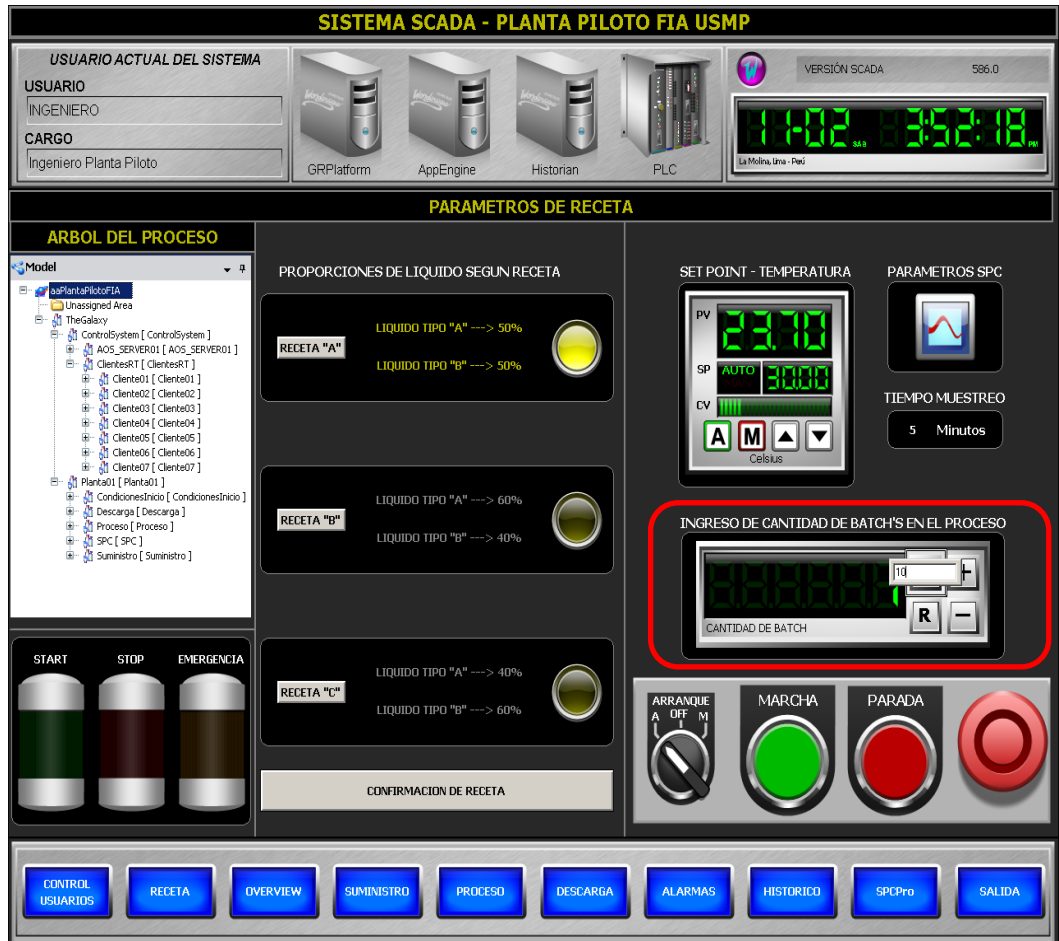 SISTEMA SCADA - PLANTA PILOTO FIA USMP
USUARIO ACTUAL DEL SISTEMA
USUARIO
INGENIERO
CARGO
Ingeniero Planta Piloto
GRPlatform
AppEngine
Historian
PLC
VERSIÓN SCADA 586.0
11-02 SAB 3:52:18 PM
La Molina, Lima - Perú
PARAMETROS DE RECETA
ARBOL DEL PROCESO
Model
aaPlantaPilotoFIA
Unassigned Area
TheGalaxy
ControlSystem [ ControlSystem ]
AOS_SERVER01 [ AOS_SERVER01 ]
ClientesRT [ ClientesRT ]
Cliente01 [ Cliente01 ]
Cliente02 [ Cliente02 ]
Cliente03 [ Cliente03 ]
Cliente04 [ Cliente04 ]
Cliente05 [ Cliente05 ]
Cliente06 [ Cliente06 ]
Cliente07 [ Cliente07 ]
Planta01 [ Planta01 ]
CondicionesInicio [ CondicionesInicio ]
Descarga [ Descarga ]
Proceso [ Proceso ]
SPC [ SPC ]
Suministro [ Suministro ]
START STOP EMERGENCIA
PROPORCIONES DE LIQUIDO SEGUN RECETA
RECETA "A"
LIQUIDO TIPO "A" ---> 50%
LIQUIDO TIPO "B" ---> 50%
RECETA "B"
LIQUIDO TIPO "A" ---> 60%
LIQUIDO TIPO "B" ---> 40%
RECETA "C"
LIQUIDO TIPO "A" ---> 40%
LIQUIDO TIPO "B" ---> 60%
CONFIRMACION DE RECETA
SET POINT - TEMPERATURA
PV 23.70
SP AUTO 30.00
CV
A M
Celsius
PARAMETROS SPC
TIEMPO MUESTREO
5 Minutos
INGRESO DE CANTIDAD DE BATCH'S EN EL PROCESO
10
+
R -
CANTIDAD DE BATCH
ARRANQUE
A OFF M
MARCHA
PARADA
CONTROL USUARIOS
RECETA
OVERVIEW
SUMINISTRO
PROCESO
DESCARGA
ALARMAS
HISTORICO
SPCPro
SALIDA